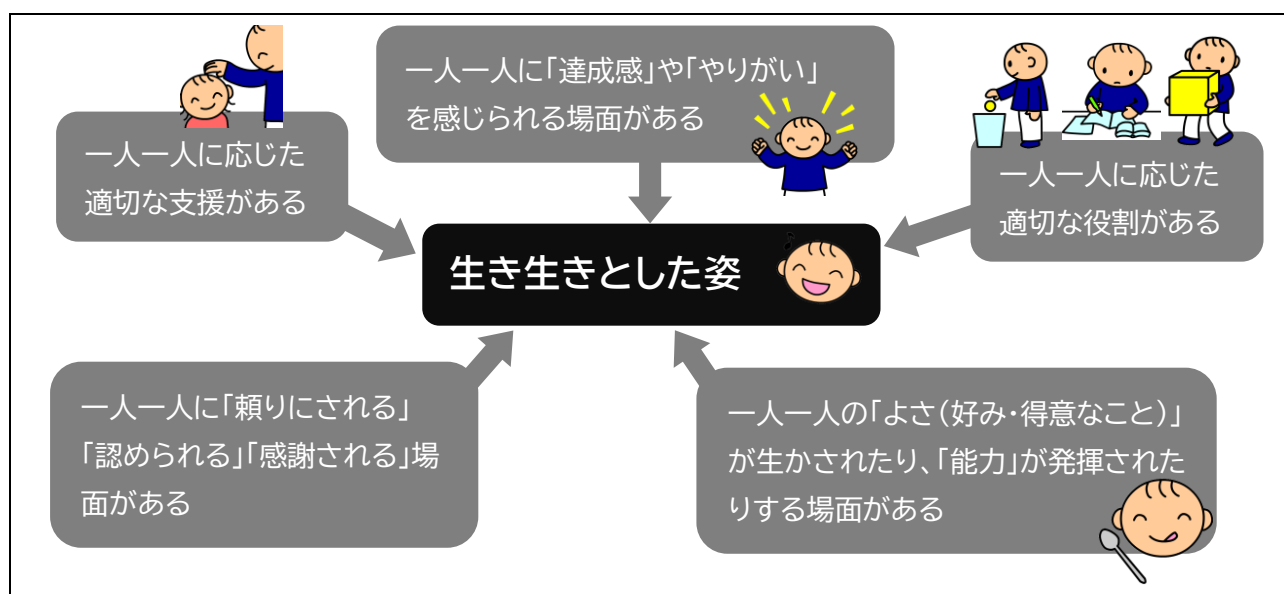 一人一人に「達成感」や「やりがい」
を感じられる場面がある
一人一人に応じた
適切な支援がある
一人一人に応じた
適切な役割がある
生き生きとした姿
一人一人に「頼りにされる」
「認められる」「感謝される」場
面がある
一人一人の「よさ(好み・得意なこと)」
が生かされたり、「能力」が発揮された
りする場面がある